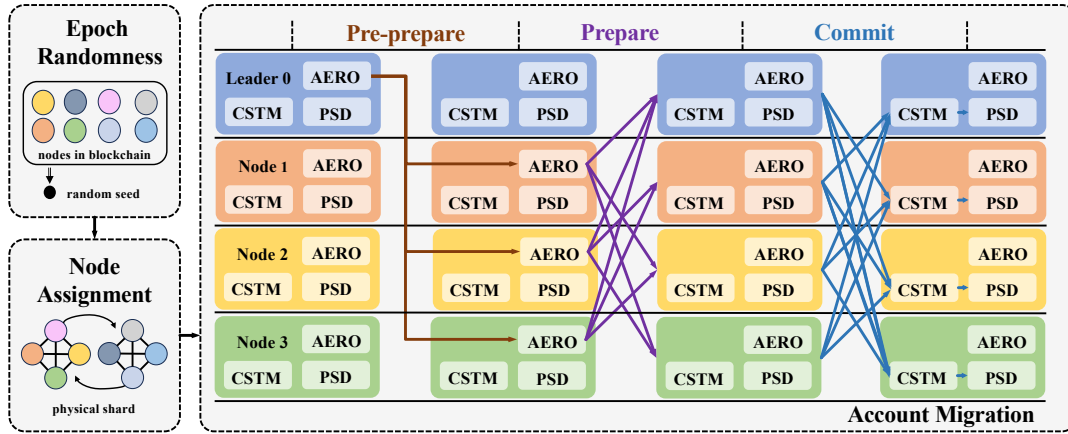 Epoch
Randomness
nodes in blockchain
random seed
Node
Assignment
physical shard
Pre-prepare Prepare Commit
Leader 0 AERO AERO AERO AERO
CSTM PSD CSTM PSD CSTM PSD CSTM PSD
Node 1 AERO AERO AERO AERO
CSTM PSD CSTM PSD CSTM PSD CSTM PSD
Node 2 AERO AERO AERO AERO
CSTM PSD CSTM PSD CSTM PSD CSTM PSD
Node 3 AERO AERO AERO AERO
CSTM PSD CSTM PSD CSTM PSD CSTM PSD
Account Migration